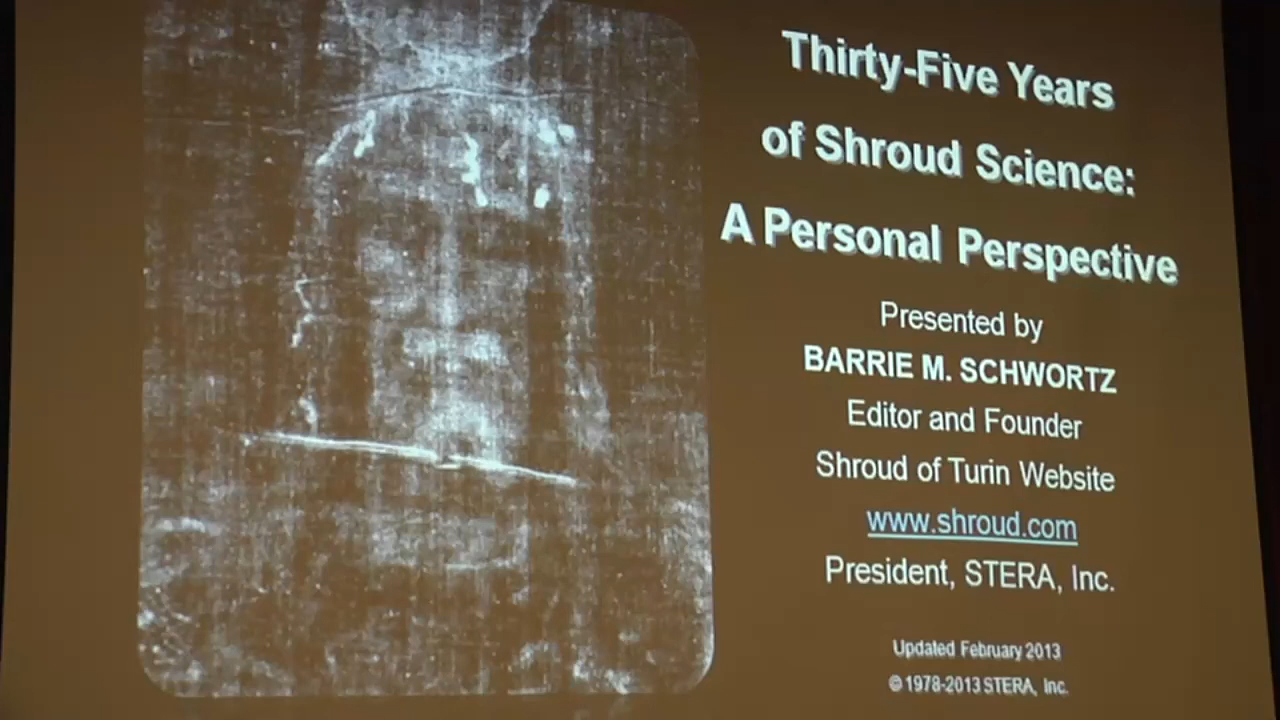 Thirty-Five Years
of Shroud Science:
A Personal Perspective
Presented by
BARRIE M. SCHWORTZ
Editor and Founder
Shroud of Turin Website
www.shroud.com
President, STERA, Inc.
Updated February 2013
© 1978-2013 STERA, Inc.